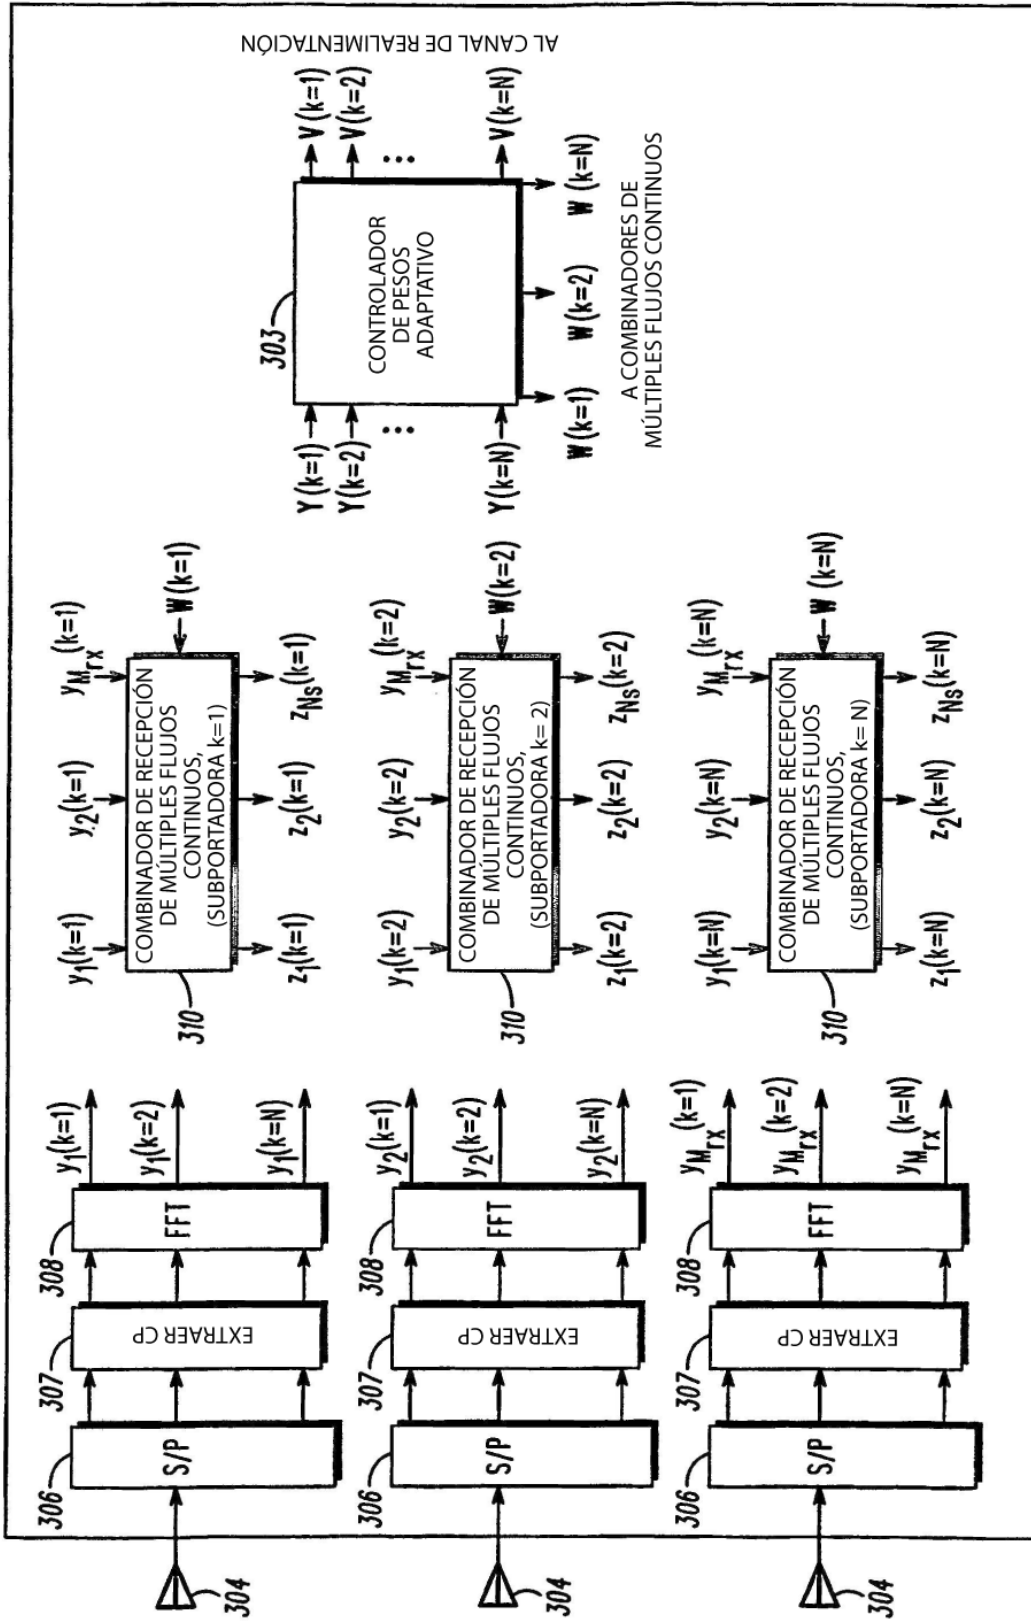 304
306
S/P
307
EXTRAER CP
308
FFT
y1(k=1)
y1(k=2)
y1(k=N)
304
306
S/P
307
EXTRAER CP
308
FFT
y2(k=1)
y2(k=2)
y2(k=N)
304
306
S/P
307
EXTRAER CP
308
FFT
yMrx(k=1)
yMrx(k=2)
yMrx(k=N)
y1(k=1)
y2(k=1)
yMrx(k=1)
310
COMBINADOR DE RECEPCIÓN
DE MÚLTIPLES FLUJOS
CONTINUOS,
(SUBPORTADORA k=1)
W(k=1)
z1(k=1)
z2(k=1)
zNs(k=1)
y1(k=2)
y2(k=2)
yMrx(k=2)
310
COMBINADOR DE RECEPCIÓN
DE MÚLTIPLES FLUJOS
CONTINUOS,
(SUBPORTADORA k= 2)
W(k=2)
z1(k=2)
z2(k=2)
zNs(k=2)
y1(k=N)
y2(k=N)
yMrx(k=N)
310
COMBINADOR DE RECEPCIÓN
DE MÚLTIPLES FLUJOS
CONTINUOS,
(SUBPORTADORA k= N)
W (k=N)
z1(k=N)
z2(k=N)
zNs(k=N)
303
Y(k=1)
Y(k=2)
...
Y(k=N)
CONTROLADOR
DE PESOS
ADAPTATIVO
V(k=1)
V(k=2)
...
V(k=N)
AL CANAL DE REALIMENTACIÓN
W(k=1)
W(k=2)
W (k=N)
A COMBINADORES DE
MÚLTIPLES FLUJOS CONTINUOS